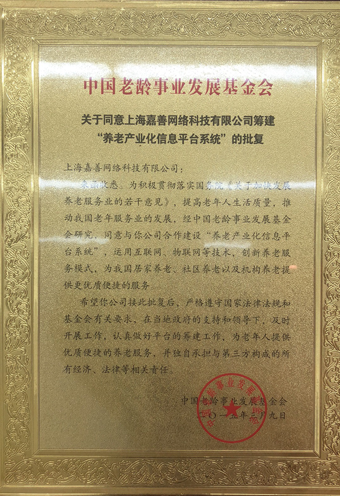 中国老龄事业发展基金会
关于同意上海嘉善网络科技有限公司筹建
“养老产业化信息平台系统”的批复
上海嘉善网络科技有限公司：
悉。为积极贯彻落实国
养老服务业的若干意见》，提高老年人生活质量，推
动我国老年服务业的发展，经中国老龄事业发展基金
会研究，同意与你公司合作建设“养老产业化信息平
台系统”，运用互联网、物联网等技术，创新养老服
务模式，为我国居家养老、社区养老以及机构养老提
供更优质便捷的服务。
希望你公司接此批复后，严格遵守国家法律法规和
基金会有关要求，在当地政府的支持和领导下，及时
开展工作，认真做好平台的筹建工作，为老年人提供
优质便捷的养老服务，并独自承担与第三方构成的所
有经济、法律等相关责任。
中国老龄事业发展基金会
二〇一五年三月九日